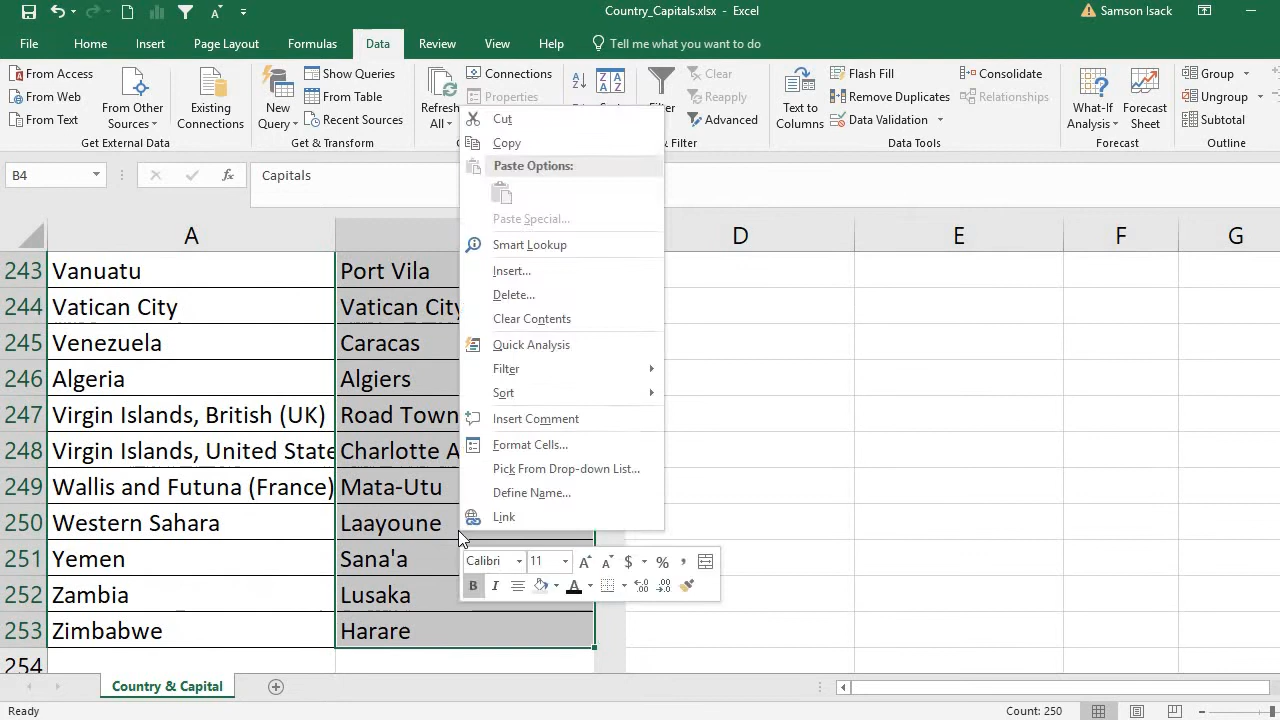 Country_Capitals.xlsx - Excel
Samson Isack
File Home Insert Page Layout Formulas Data Review View Help Tell me what you want to do
From Access
From Web
From Text
From Other Sources
Existing Connections
Get External Data
New Query
Show Queries
From Table
Recent Sources
Get & Transform
Refresh All
Connections
Properties
Clear
Reapply
Advanced
& Filter
Text to Columns
Flash Fill
Remove Duplicates
Data Validation
Consolidate
Relationships
Data Tools
What-If Analysis
Forecast Sheet
Forecast
Group
Ungroup
Outline
B4
fx
Capitals
A D E F G
243 Vanuatu Port Vila
244 Vatican City Vatican City
245 Venezuela Caracas
246 Algeria Algiers
247 Virgin Islands, British (UK) Road Town
248 Virgin Islands, United State Charlotte A
249 Wallis and Futuna (France) Mata-Utu
250 Western Sahara Laayoune
251 Yemen Sana'a
252 Zambia Lusaka
253 Zimbabwe Harare
254
Cut
Copy
Paste Options:
Paste Special...
Smart Lookup
Insert...
Delete...
Clear Contents
Quick Analysis
Filter
Sort
Insert Comment
Format Cells...
Pick From Drop-down List...
Define Name...
Link
Calibri 11 A A $ % ,
B I A .00 .00
Country & Capital
Ready
Count: 250